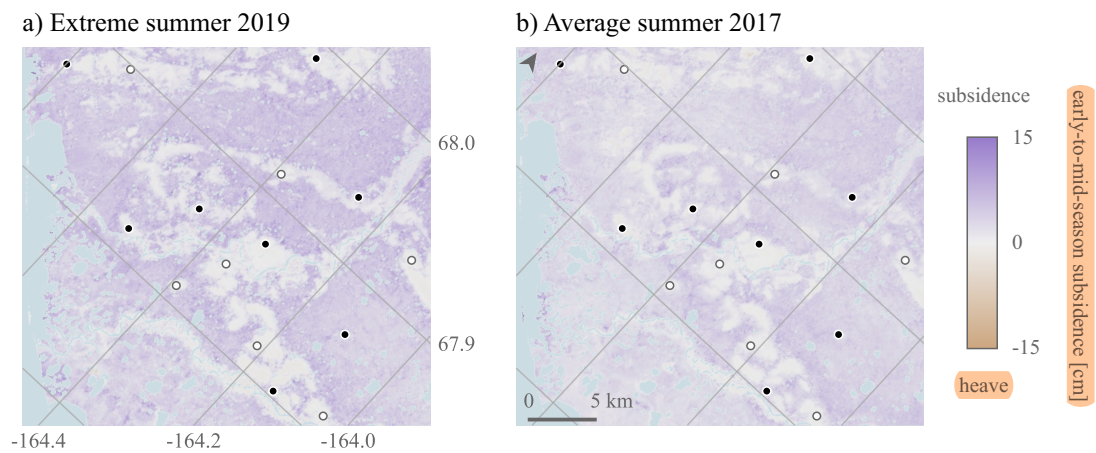 a) Extreme summer 2019
b) Average summer 2017
subsidence
15
0
-15
heave
early-to-mid-season subsidence [cm]
68.0
67.9
0 5 km
-164.4 -164.2 -164.0